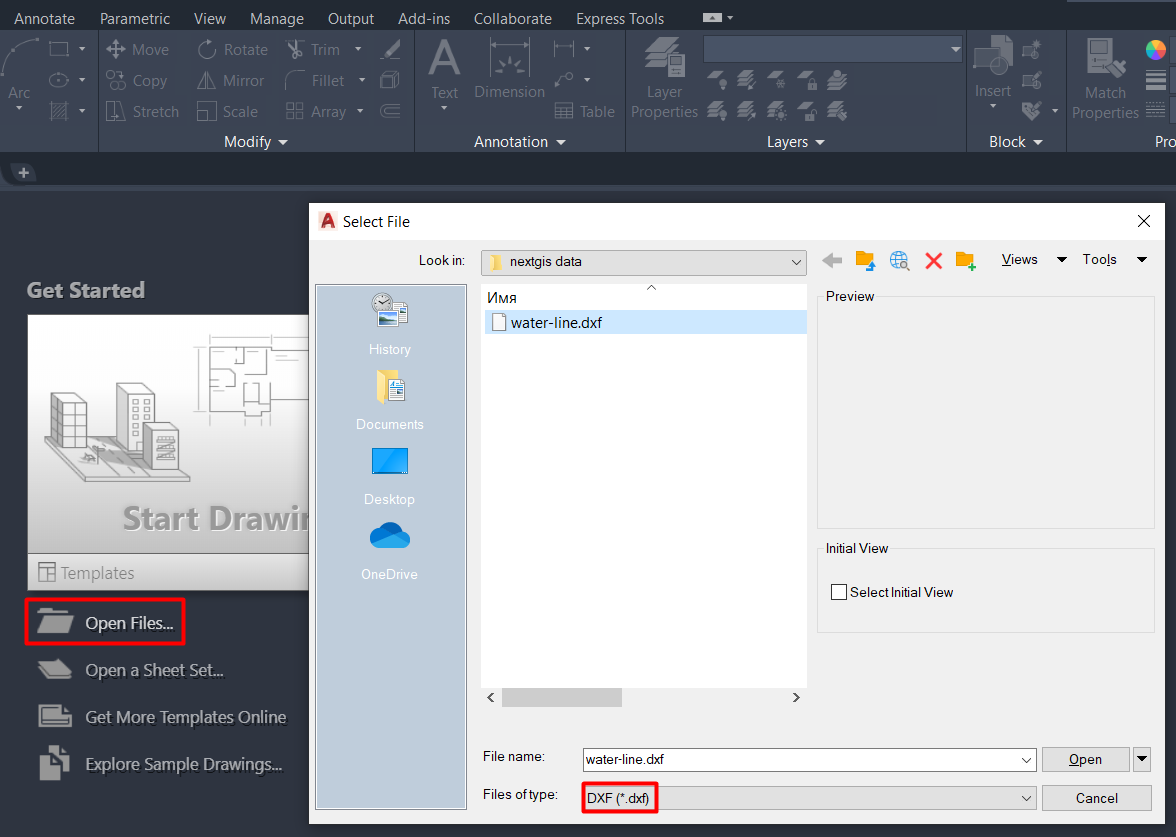 Annotate Parametric View Manage Output Add-ins Collaborate Express Tools
Move Rotate Trim
Arc Copy Mirror Fillet Text Dimension Layer Properties Insert Match Properties
Stretch Scale Array Table
Modify Annotation Layers Block Pro
Select File
Look in: nextgis data Views Tools
Get Started
Имя
water-line.dxf
Preview
History
Documents
Desktop
OneDrive
Start Drawin
Templates
Initial View
Select Initial View
Open Files...
Open a Sheet Set...
Get More Templates Online
Explore Sample Drawings...
File name: water-line.dxf Open
Files of type: DXF (*.dxf) Cancel